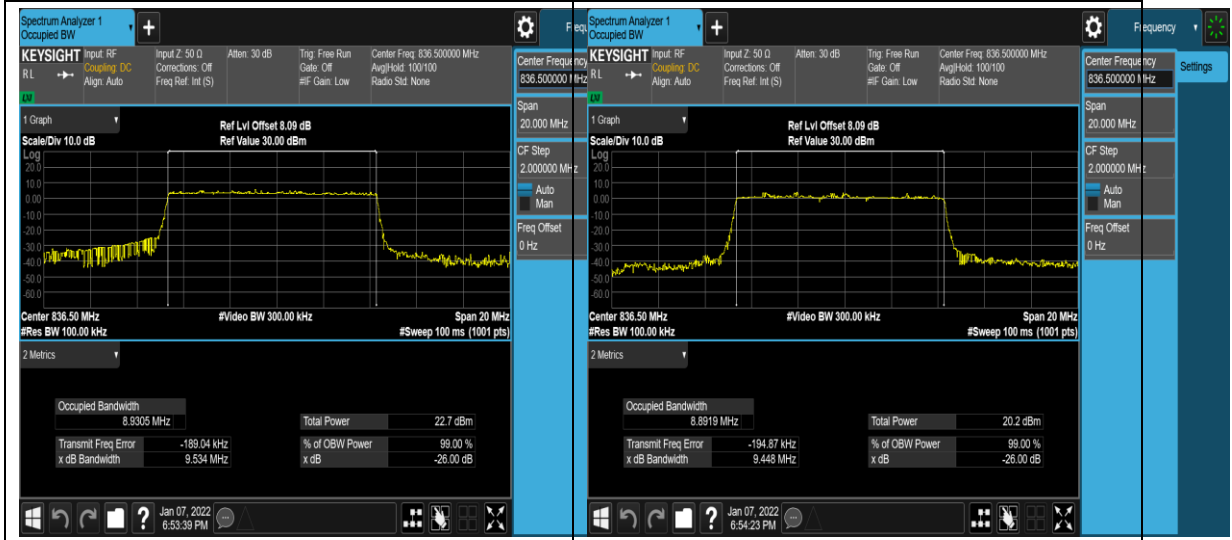 Spectrum Analyzer 1
Occupied BW
+
KEYSIGHT
RL
LM
Input: RF
Coupling: DC
Align: Auto
Input Z: 50 Ω
Corrections: Off
Freq Ref: Int (S)
Atten: 30 dB
Trig: Free Run
Gate: Off
#IF Gain: Low
Center Freq: 836.500000 MHz
Avg|Hold: 100/100
Radio Std: None
1 Graph
Scale/Div 10.0 dB
Ref Lvl Offset 8.09 dB
Ref Value 30.00 dBm
Log
20.0
10.0
0.00
-10.0
-20.0
-30.0
-40.0
-50.0
-60.0
Center 836.50 MHz
#Res BW 100.00 kHz
#Video BW 300.00 kHz
Span 20 MHz
#Sweep 100 ms (1001 pts)
2 Metrics
Occupied Bandwidth
8.9305 MHz
Transmit Freq Error -189.04 kHz
x dB Bandwidth 9.534 MHz
Total Power 22.7 dBm
% of OBW Power 99.00 %
x dB -26.00 dB
?
Jan 07, 2022
6:53:39 PM
Frequ
Center Frequency
836.500000 MHz
Span
20.000 MHz
CF Step
2.000000 MHz
Auto
Man
Freq Offset
0 Hz
Spectrum Analyzer 1
Occupied BW
+
KEYSIGHT
RL
LM
Input: RF
Coupling: DC
Align: Auto
Input Z: 50 Ω
Corrections: Off
Freq Ref: Int (S)
Atten: 30 dB
Trig: Free Run
Gate: Off
#IF Gain: Low
Center Freq: 836.500000 MHz
Avg|Hold: 100/100
Radio Std: None
1 Graph
Scale/Div 10.0 dB
Ref Lvl Offset 8.09 dB
Ref Value 30.00 dBm
Log
20.0
10.0
0.00
-10.0
-20.0
-30.0
-40.0
-50.0
-60.0
Center 836.50 MHz
#Res BW 100.00 kHz
#Video BW 300.00 kHz
Span 20 MHz
#Sweep 100 ms (1001 pts)
2 Metrics
Occupied Bandwidth
8.8919 MHz
Transmit Freq Error -194.87 kHz
x dB Bandwidth 9.448 MHz
Total Power 20.2 dBm
% of OBW Power 99.00 %
x dB -26.00 dB
?
Jan 07, 2022
6:54:23 PM
Frequency
Center Frequency
836.500000 MHz
Settings
Span
20.000 MHz
CF Step
2.000000 MHz
Auto
Man
Freq Offset
0 Hz